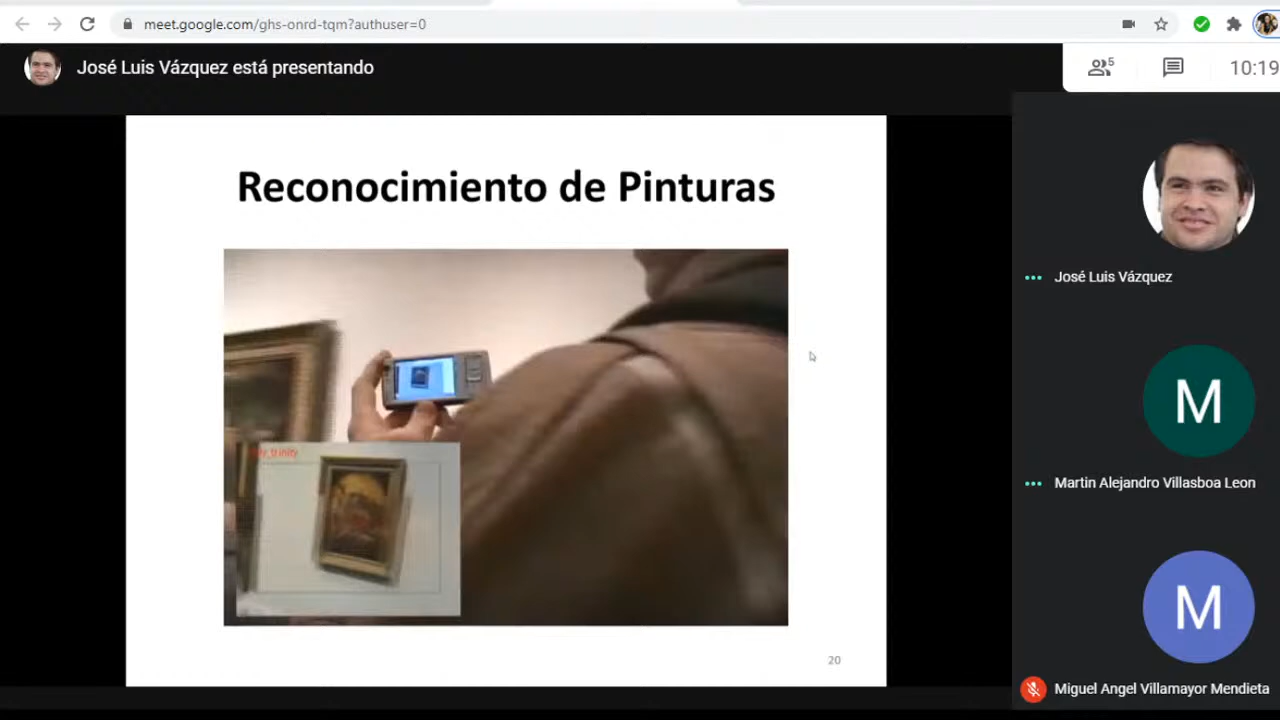 meet.google.com/ghs-onrd-tqm?authuser=0
José Luis Vázquez está presentando
5
10:19
Reconocimiento de Pinturas
José Luis Vázquez
M
Martin Alejandro Villasboa Leon
M
Miguel Angel Villamayor Mendieta
20